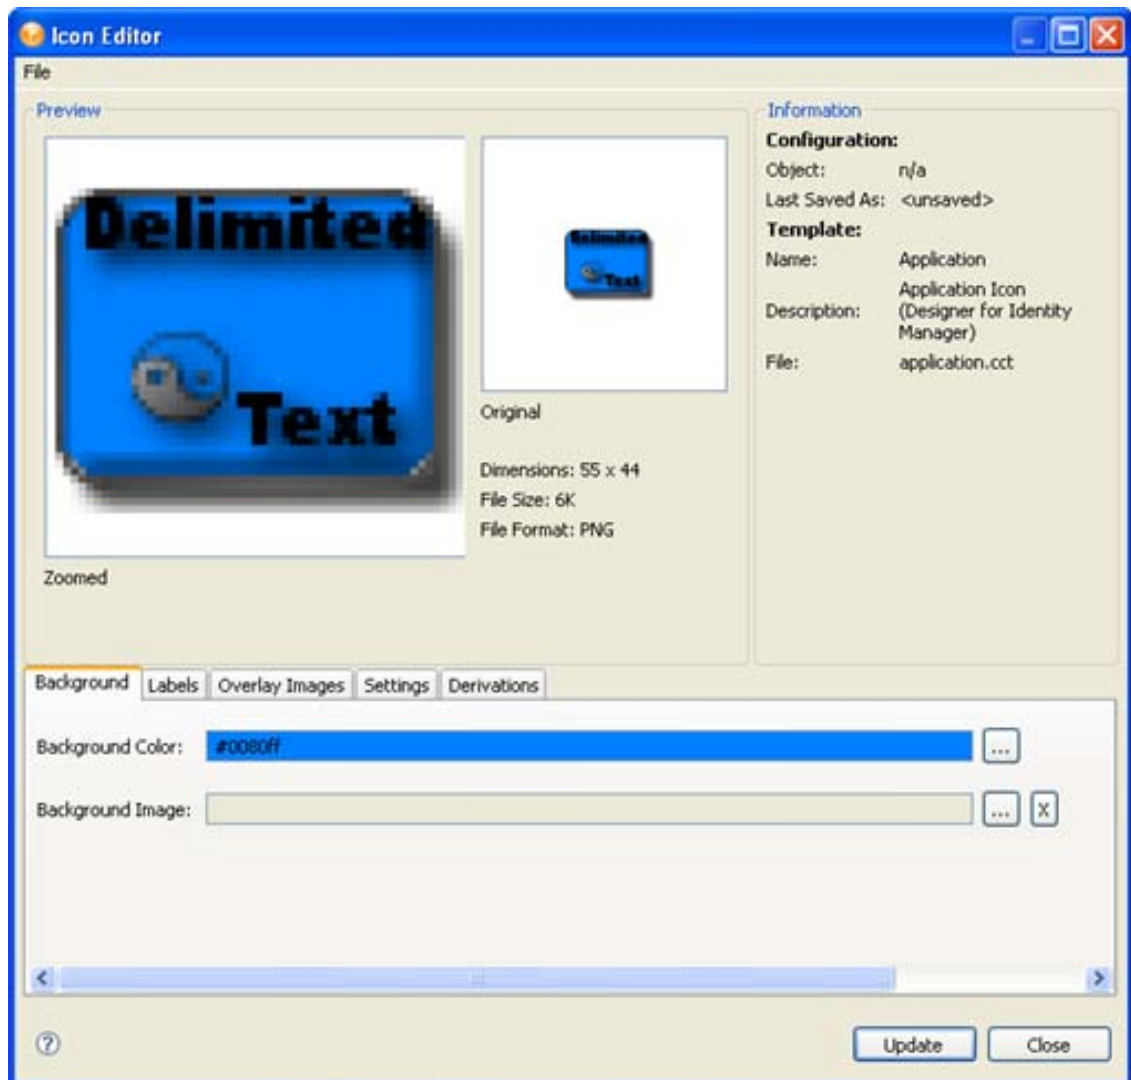 Icon Editor
File
Preview
Delimited
Text
Zoomed
Delimited
Text
Original
Dimensions: 55 x 44
File Size: 6K
File Format: PNG
Information
Configuration:
Object: n/a
Last Saved As: <unsaved>
Template:
Name: Application
Description: Application Icon
(Designer for Identity
Manager)
File: application.cct
Background Labels Overlay Images Settings Derivations
Background Color: #0080ff ...
Background Image: ... X
? Update Close